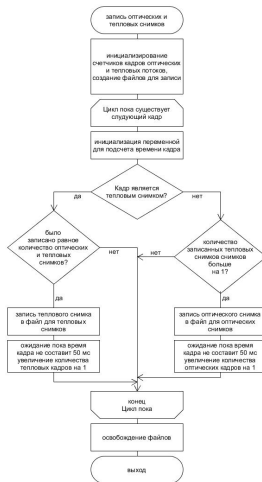 запись оптических и
тепловых снимков
инициализирование
счетчиков кадров оптических
и тепловых потоков,
создание файлов для записи
Цикл пока существует
слудующий кадр
инициализация переменной
для подсчета времени кадра
Кадр является
тепловым снимком?
да
нет
было
записано равное
количество оптических
и тепловых
снимков?
нет
нет
количество
записанных тепловых
снимков снимков
больше
на 1?
да
да
запись теплового снимка
в файл для тепловых
снимков
запись оптического снимка
в файл для оптических
снимков
ожидание пока время
кадра не составит 50 мс
увеличение количества
тепловых кадров на 1
ожидание пока время
кадра не составит 50 мс
увеличение количества
оптических кадров на 1
конец
Цикл пока
освобождение файлов
выход